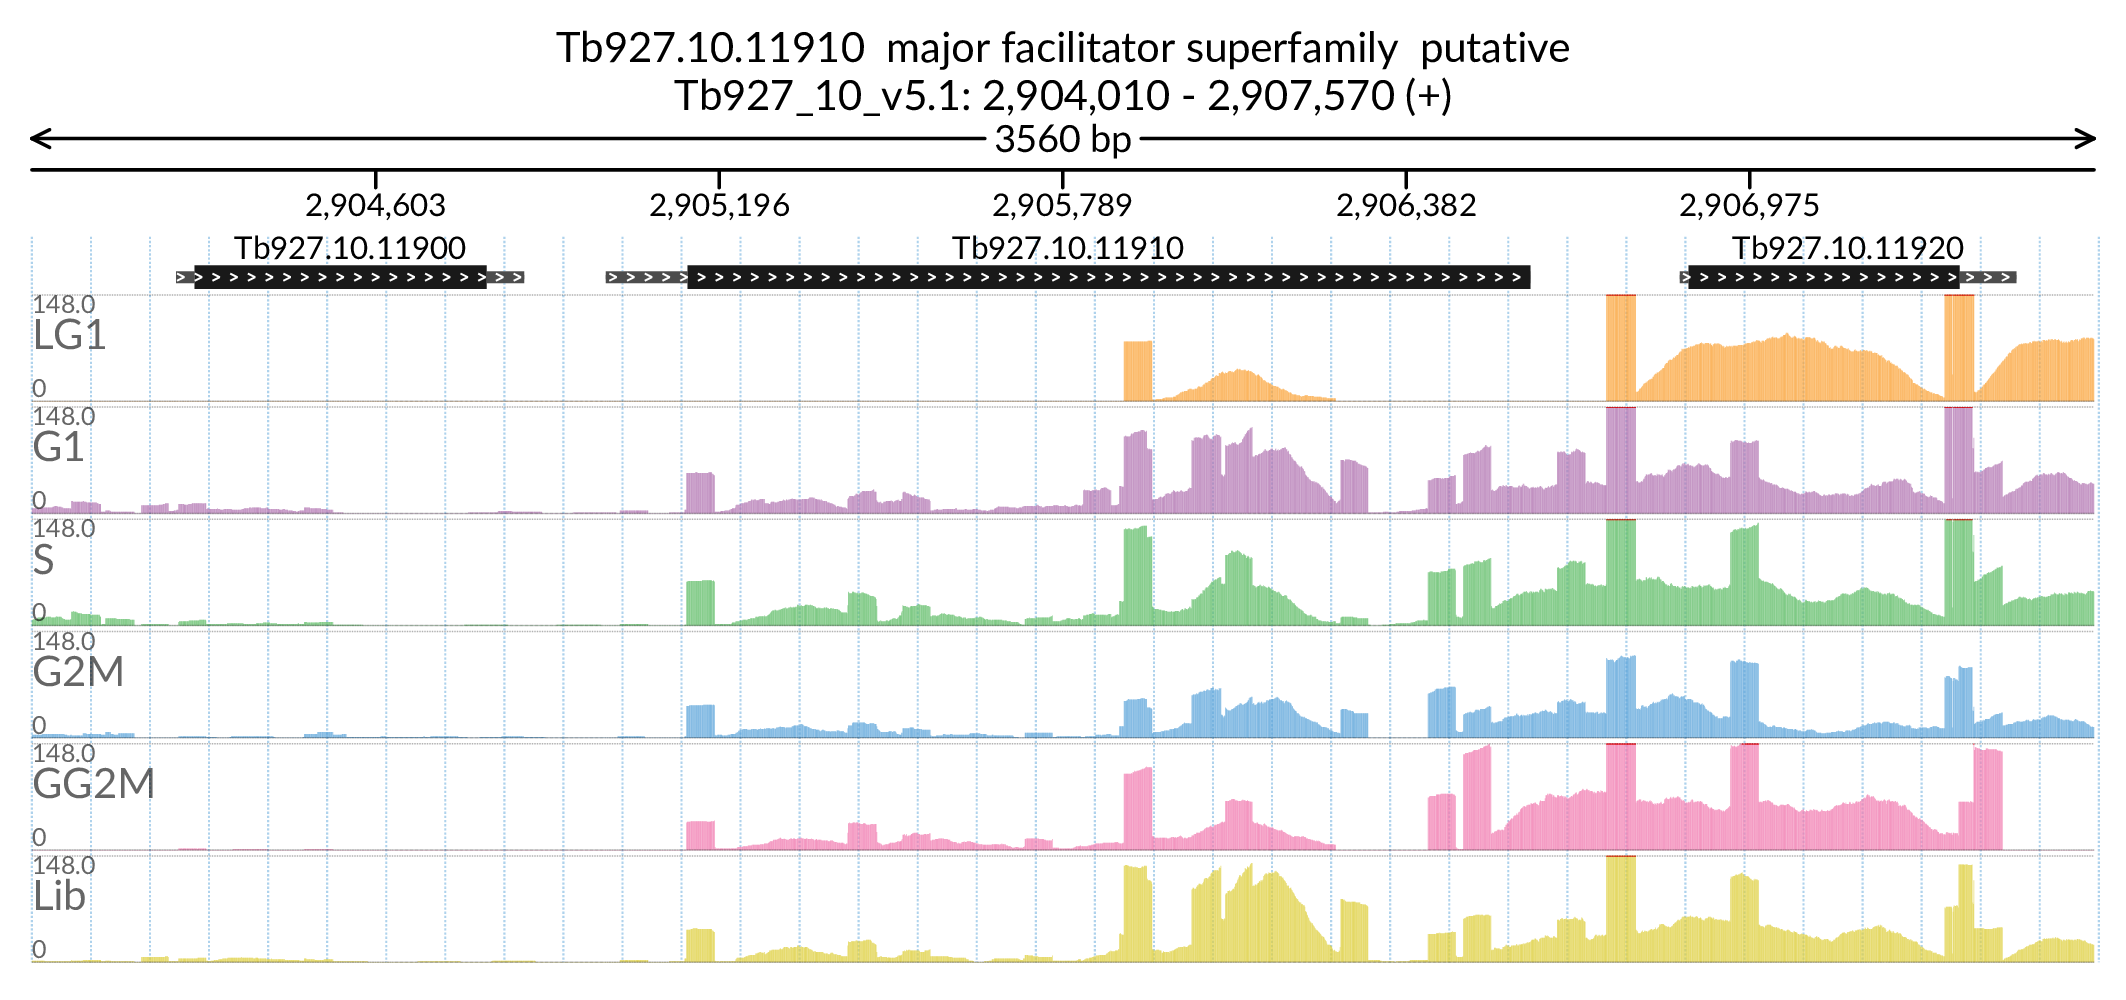 Tb927.10.11910  major facilitator superfamily  putative
Tb927_10_v5.1: 2,904,010 - 2,907,570 (+)
3560 bp
2,904,603 2,905,196 2,905,789 2,906,382 2,906,975
Tb927.10.11900 Tb927.10.11910 Tb927.10.11920
148.0
LG1
0
148.0
G1
0
148.0
S
0
148.0
G2M
0
148.0
GG2M
0
148.0
Lib
0